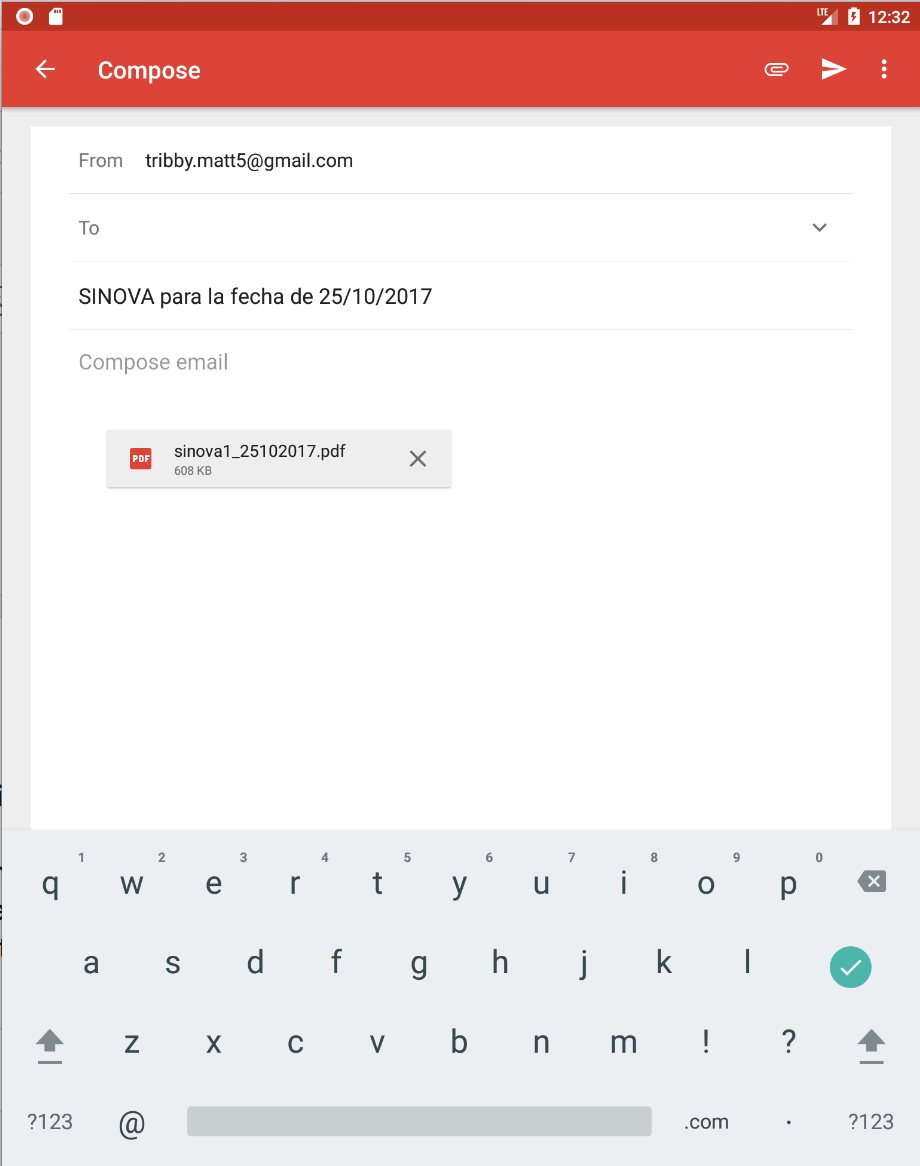 LTE 12:32
Compose
From tribby.matt5@gmail.com
To
SINOVA para la fecha de 25/10/2017
Compose email
PDF sinova1_25102017.pdf
608 KB
1 2 3 4 5 6 7 8 9 0
q w e r t y u i o p
a s d f g h j k l
z x c v b n m ! ?
?123 @ .com . ?123